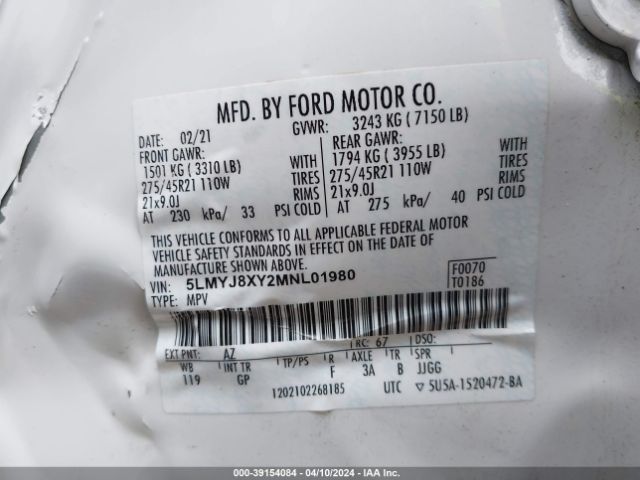 MFD. BY FORD MOTOR CO.
DATE: 02/21 GVWR: 3243 KG ( 7150 LB)
FRONT GAWR: REAR GAWR:
1501 KG ( 3310 LB) WITH 1794 KG ( 3955 LB) WITH
275/45R21 110W TIRES 275/45R21 110W TIRES
21x9.0J RIMS 21x9.0J RIMS
AT 230 kPa/ 33 PSI COLD AT 275 kPa/ 40 PSI COLD
THIS VEHICLE CONFORMS TO ALL APPLICABLE FEDERAL MOTOR
VEHICLE SAFETY STANDARDS IN EFFECT ON THE DATE OF
MANUFACTURE SHOWN ABOVE.
VIN: 5LMYJ8XY2MNL01980 F0070
TYPE: MPV T0186
EXT PNT: AZ RC: 67 DSO:
WB INT TR TP/PS R AXLE TR SPR
119 GP F 3A B JJGG
1202102268185 UTC ▽ 5U5A-1520472-BA
000-39154084 - 04/10/2024 - IAAI.COM